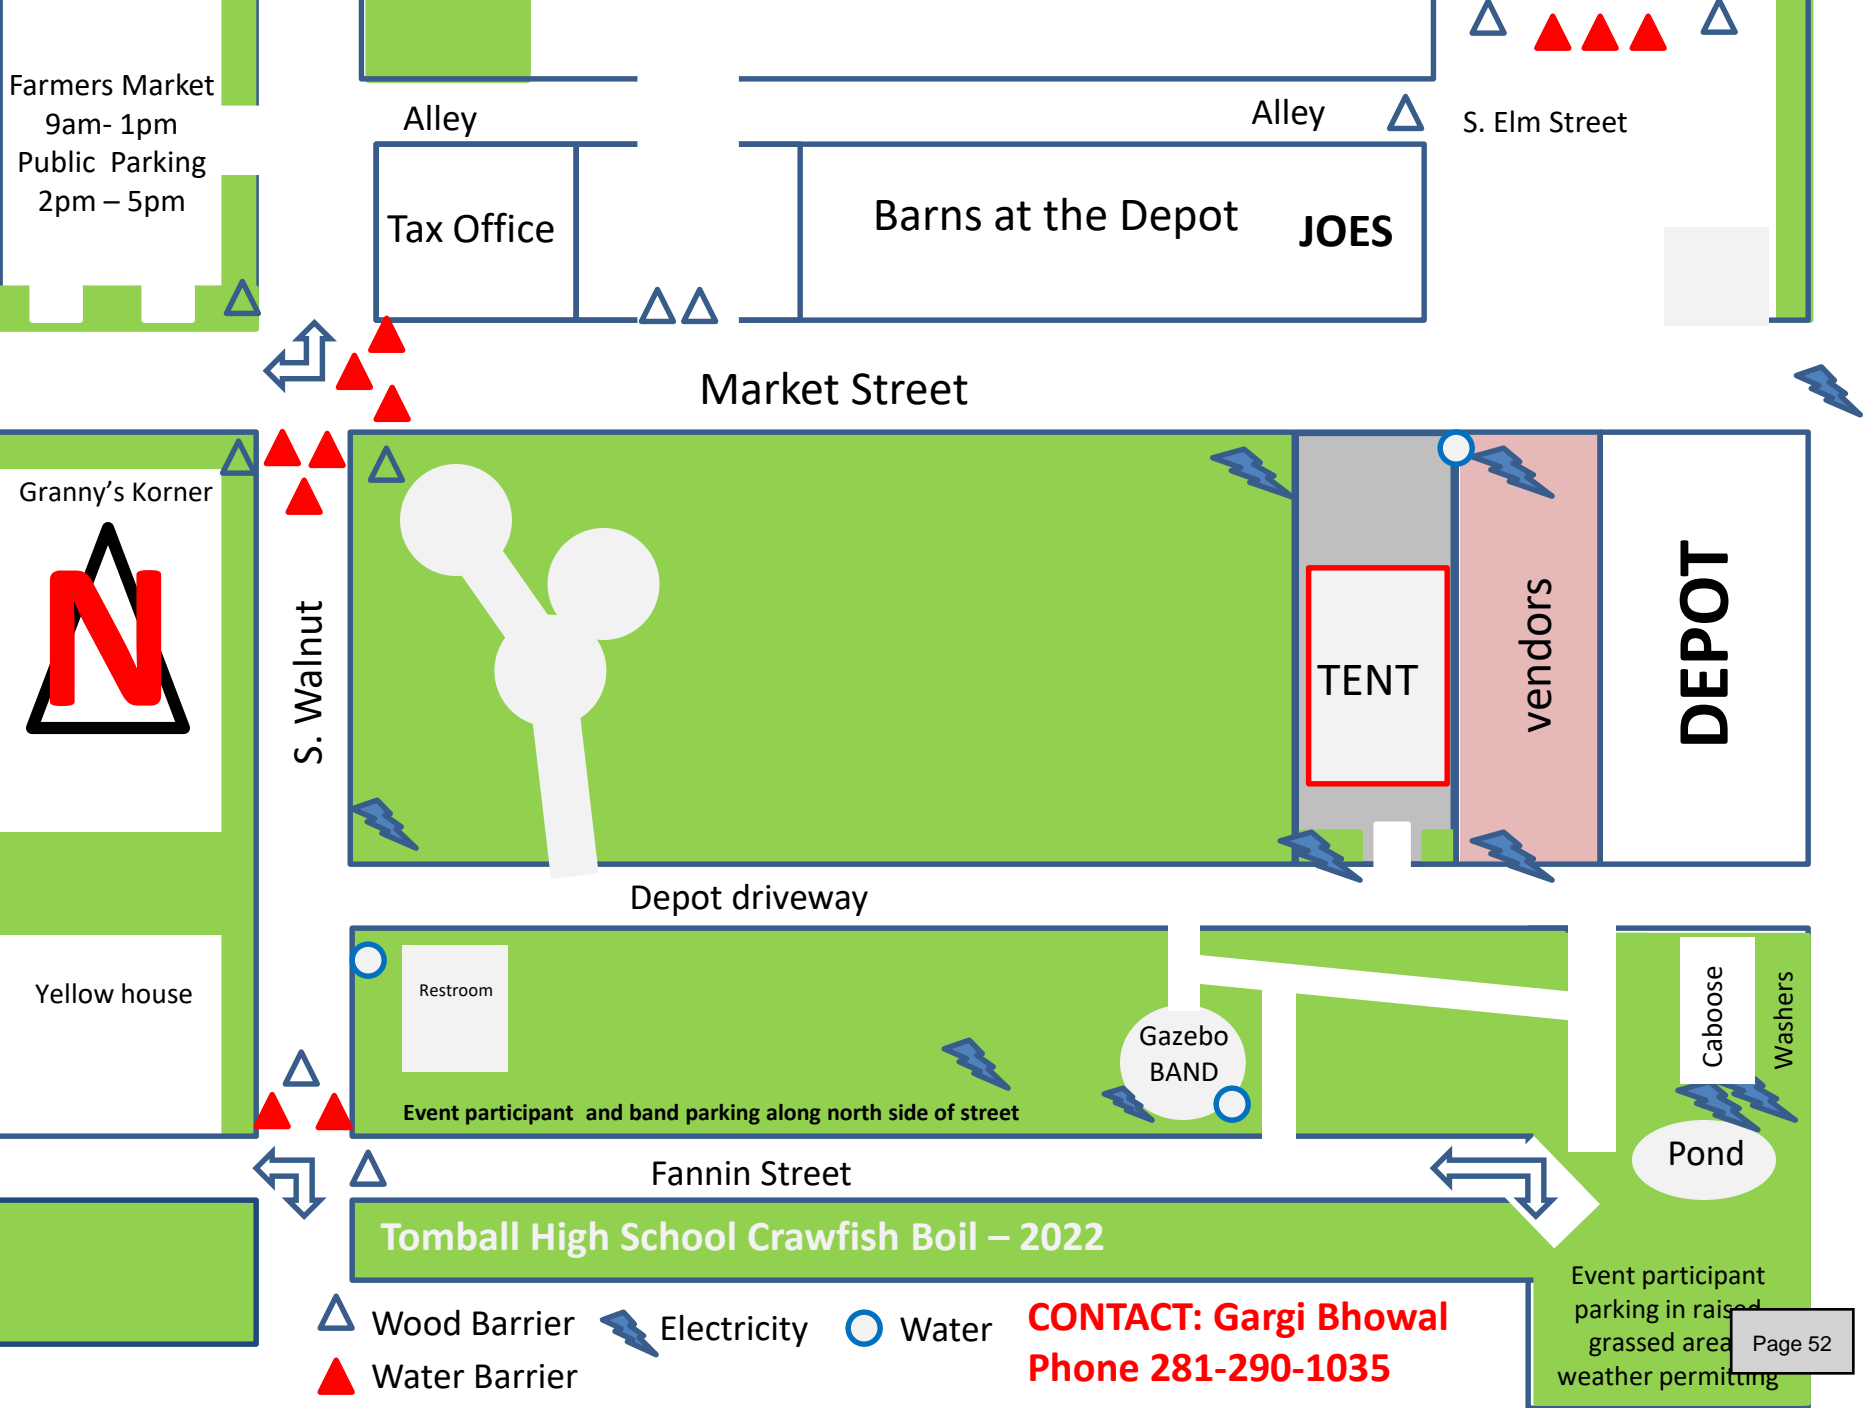 Farmers Market
9am- 1pm
Public Parking
2pm – 5pm
Alley
Alley
S. Elm Street
Tax Office
Barns at the Depot
JOES
Market Street
Granny's Korner
N
S. Walnut
TENT
vendors
DEPOT
Depot driveway
Yellow house
Restroom
Gazebo
BAND
Caboose
Washers
Event participant and band parking along north side of street
Pond
Fannin Street
Tomball High School Crawfish Boil – 2022
Event participant
parking in raised
grassed area
weather permitting
Wood Barrier
Electricity
Water
Water Barrier
CONTACT: Gargi Bhowal
Phone 281-290-1035
Page 52